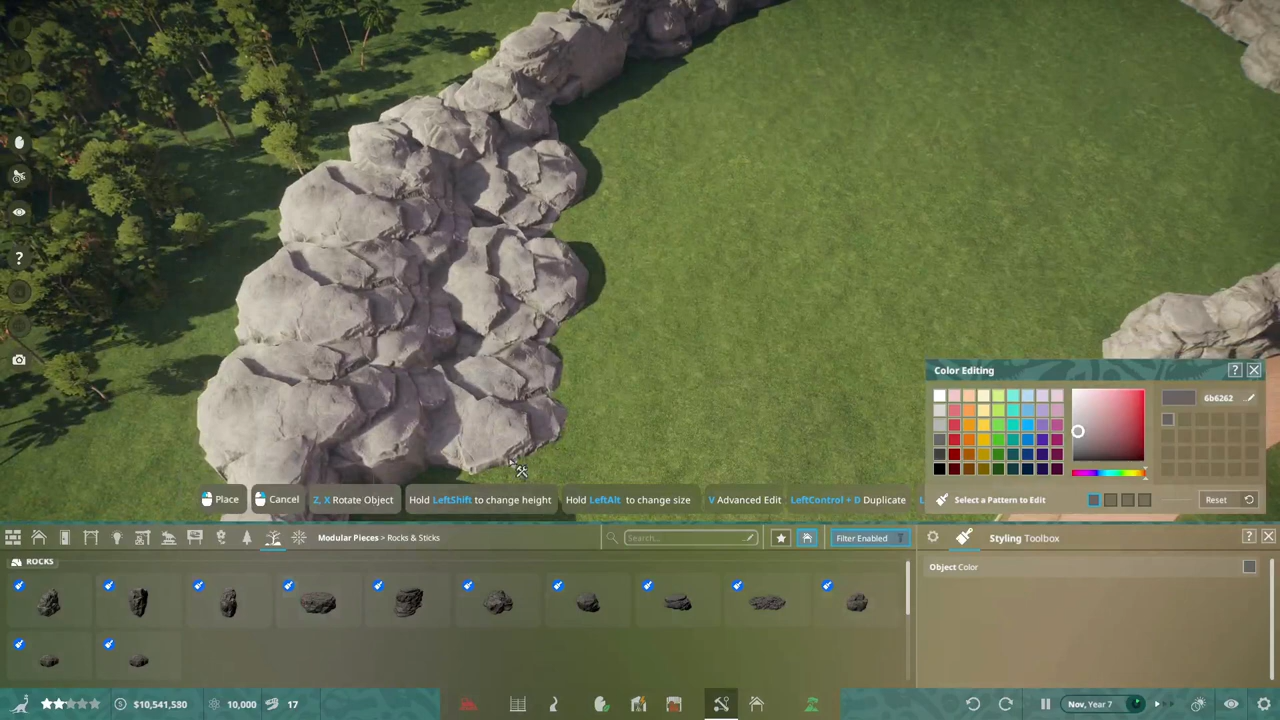 ?
Color Editing
?
6b6262
Place
Cancel
Z, X Rotate Object
Hold LeftShift to change height
Hold LeftAlt to change size
V Advanced Edit
LeftControl + D Duplicate
L
Select a Pattern to Edit
Reset
Modular Pieces > Rocks & Sticks
Search...
Filter Enabled
Styling Toolbox
?
ROCKS
Object Color
$10,541,580
10,000
17
Nov, Year 7